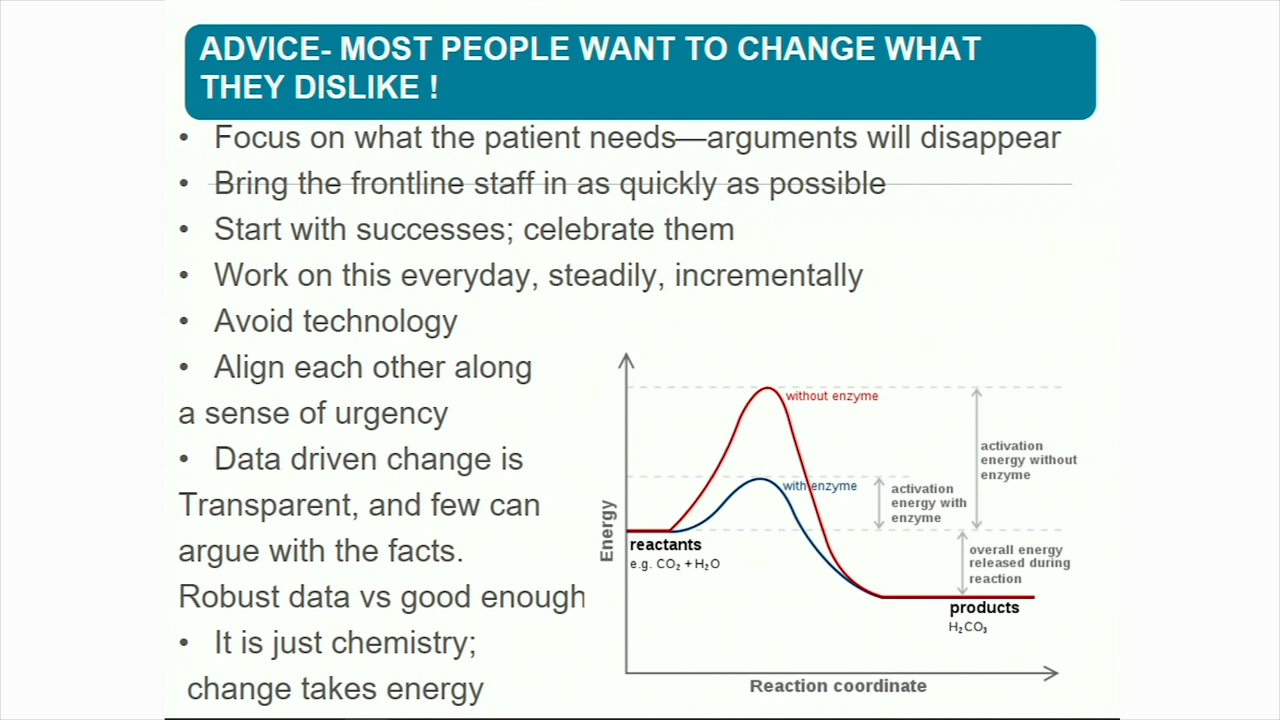 ADVICE- MOST PEOPLE WANT TO CHANGE WHAT
THEY DISLIKE !
• Focus on what the patient needs—arguments will disappear
• Bring the frontline staff in as quickly as possible
• Start with successes; celebrate them
• Work on this everyday, steadily, incrementally
• Avoid technology
• Align each other along
a sense of urgency
• Data driven change is
Transparent, and few can
argue with the facts.
Robust data vs good enough
• It is just chemistry;
change takes energy
without enzyme
with enzyme
activation
energy without
enzyme
activation
energy with
enzyme
Energy
reactants
e.g. CO₂ + H₂O
overall energy
released during
reaction
products
H₂CO₃
Reaction coordinate